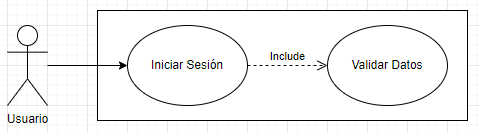 Iniciar Sesión
Include
Validar Datos
Usuario